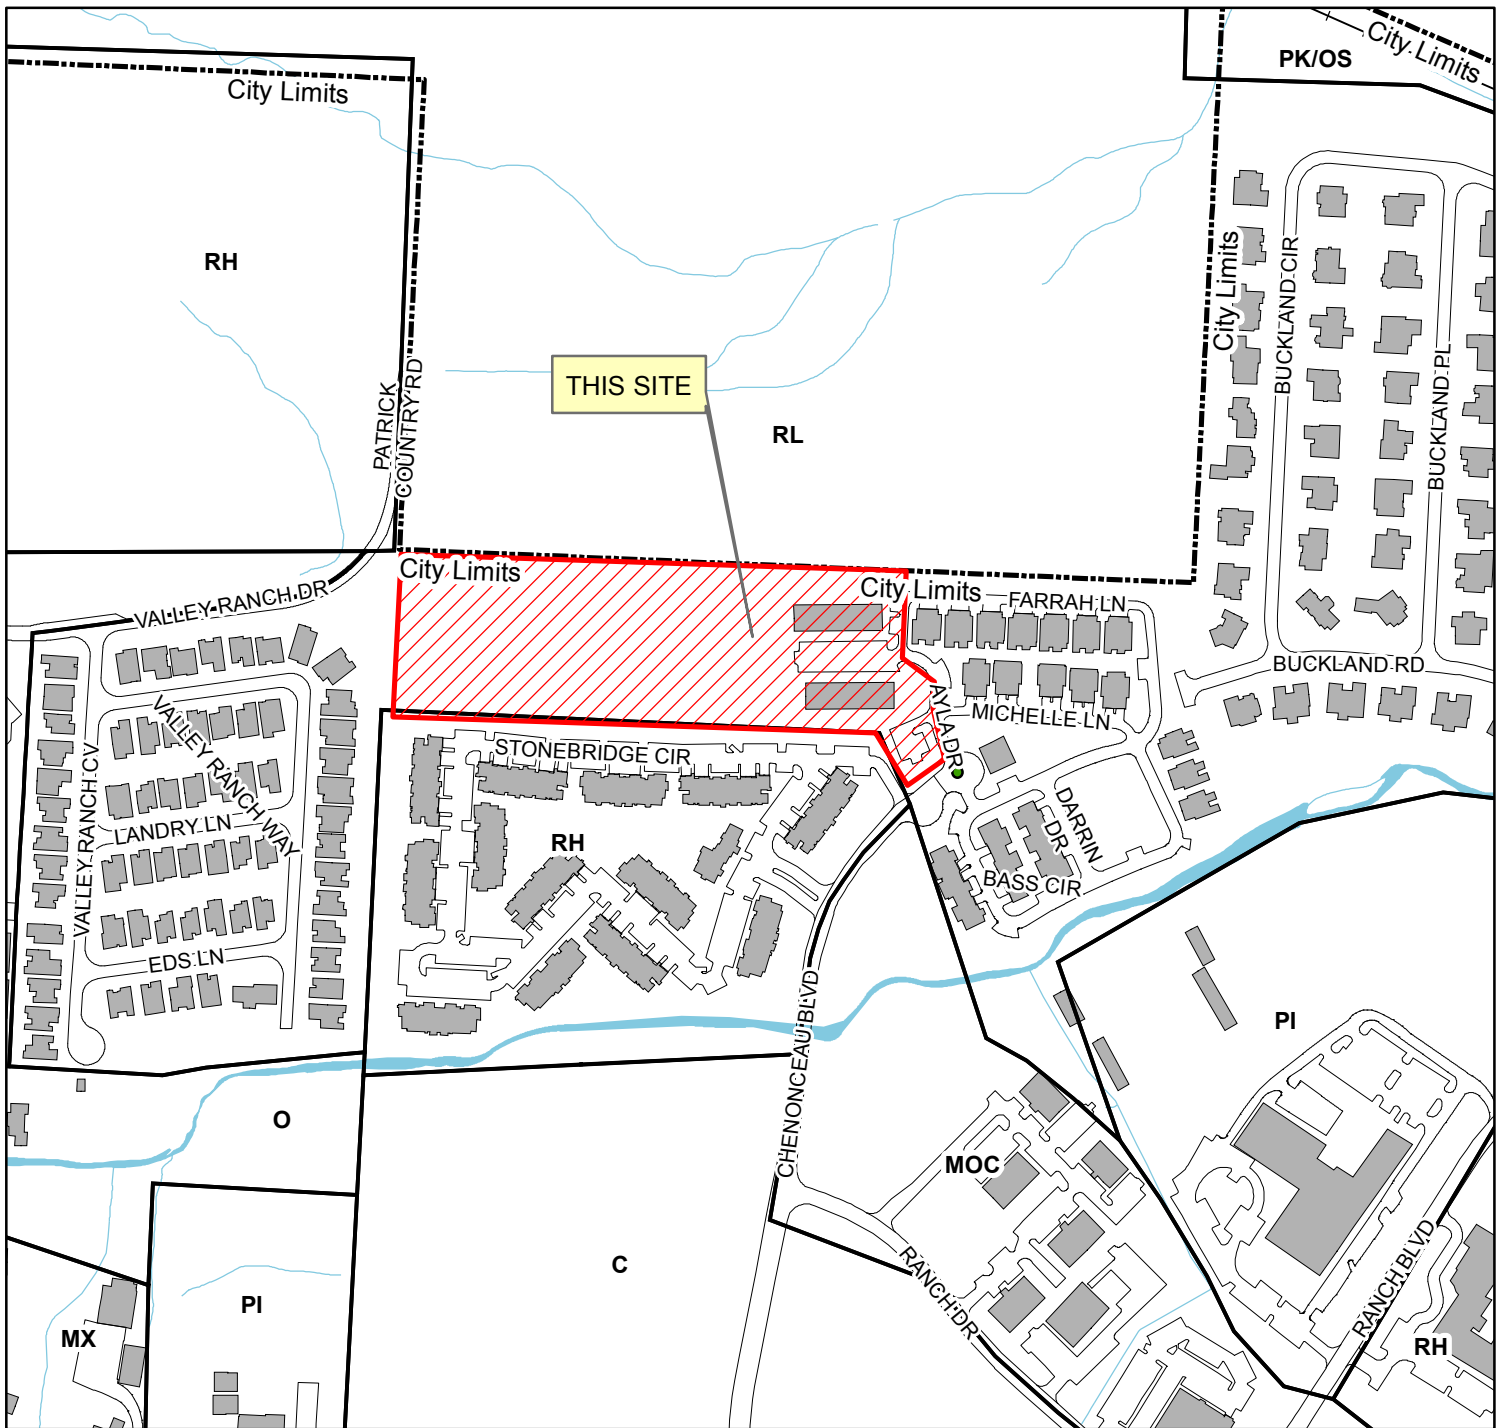 City Limits
PK/OS
City Limits
RH
City Limits
BUCKLAND CIR
BUCKLAND PL
PATRICK
COUNTRY RD
THIS SITE
RL
City Limits
City Limits
FARRAH LN
VALLEY RANCH DR
BUCKLAND RD
AYLA DR
MICHELLE LN
STONEBRIDGE CIR
VALLEY RANCH CV
VALLEY RANCH WAY
LANDRY LN
RH
DARRIN
DR
BASS CIR
EDS LN
CHENONCEAU BLVD
PI
O
MOC
C
RANCH DR
RANCH BLVD
PI
MX
RH